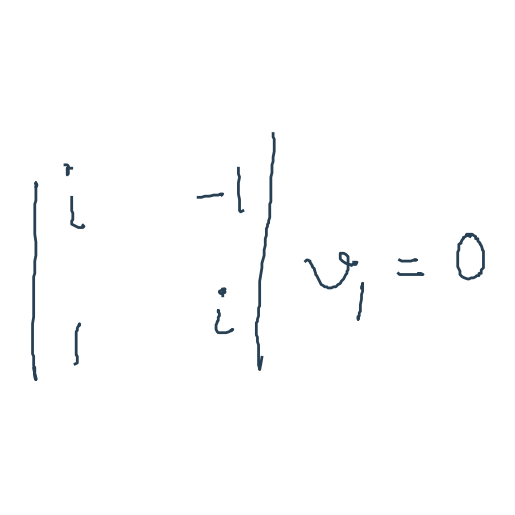 | i -1 |
| 1 i | v₁ = 0